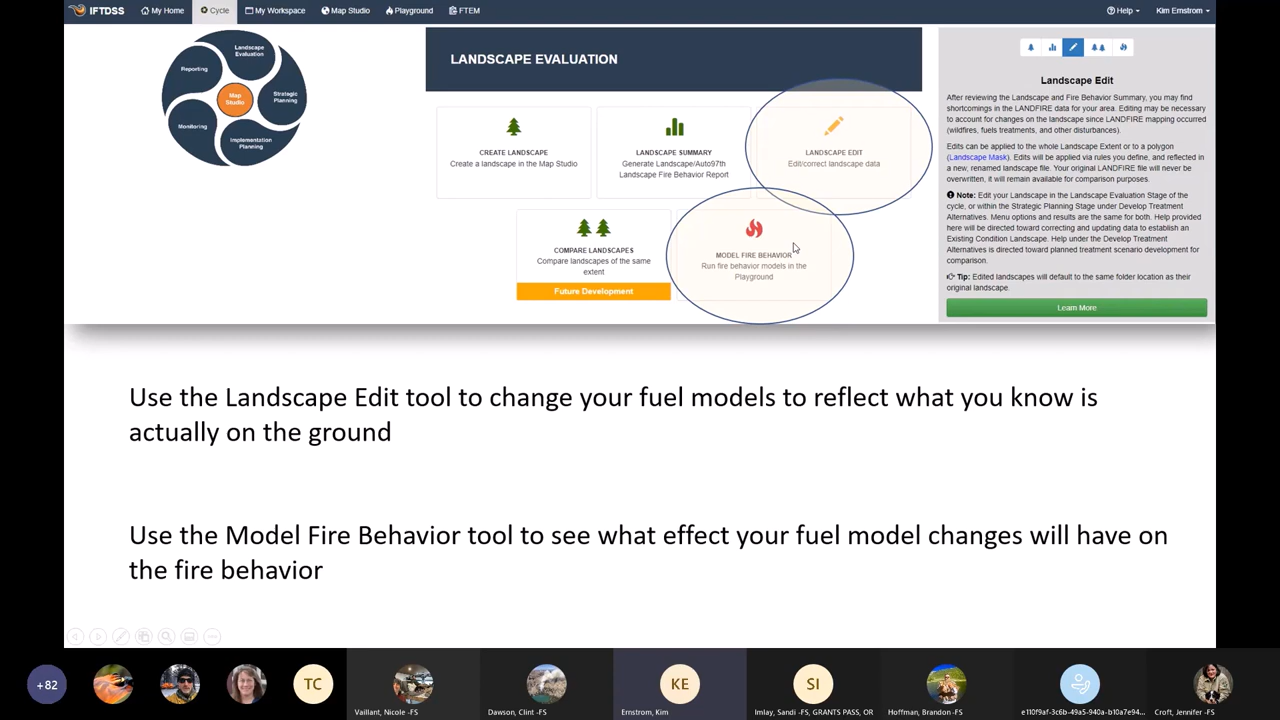 IFTDSS
My Home
Cycle
My Workspace
Map Studio
Playground
FTEM
Help
Kim Ernstrom
Landscape
Evaluation
Reporting
Strategic
Planning
Map
Studio
Monitoring
Implementation
Planning
LANDSCAPE EVALUATION
CREATE LANDSCAPE
Create a landscape in the Map Studio
LANDSCAPE SUMMARY
Generate Landscape/Auto97th
Landscape Fire Behavior Report
LANDSCAPE EDIT
Edit/correct landscape data
COMPARE LANDSCAPES
Compare landscapes of the same
extent
Future Development
MODEL FIRE BEHAVIOR
Run fire behavior models in the
Playground
Landscape Edit
After reviewing the Landscape and Fire Behavior Summary, you may find
shortcomings in the LANDFIRE data for your area. Editing may be necessary
to account for changes on the landscape since LANDFIRE mapping occurred
(wildfires, fuels treatments, and other disturbances).
Edits can be applied to the whole Landscape Extent or to a polygon
(Landscape Mask). Edits will be applied via rules you define, and reflected in
a new, renamed landscape file. Your original LANDFIRE file will never be
overwritten, it will remain available for comparison purposes.
Note: Edit your Landscape in the Landscape Evaluation Stage of the
cycle, or within the Strategic Planning Stage under Develop Treatment
Alternatives. Menu options and results are the same for both. Help provided
here will be directed toward correcting and updating data to establish an
Existing Condition Landscape. Help under the Develop Treatment
Alternatives is directed toward planned treatment scenario development for
comparison.
Tip: Edited landscapes will default to the same folder location as their
original landscape.
Learn More
Use the Landscape Edit tool to change your fuel models to reflect what you know is
actually on the ground
Use the Model Fire Behavior tool to see what effect your fuel model changes will have on
the fire behavior
+82
TC
Vaillant, Nicole -FS
Dawson, Clint -FS
KE
Ernstrom, Kim
SI
Imlay, Sandi -FS, GRANTS PASS, OR
Hoffman, Brandon -FS
e110f9af-3c6b-49a5-940a-b10a7e94...
Croft, Jennifer -FS